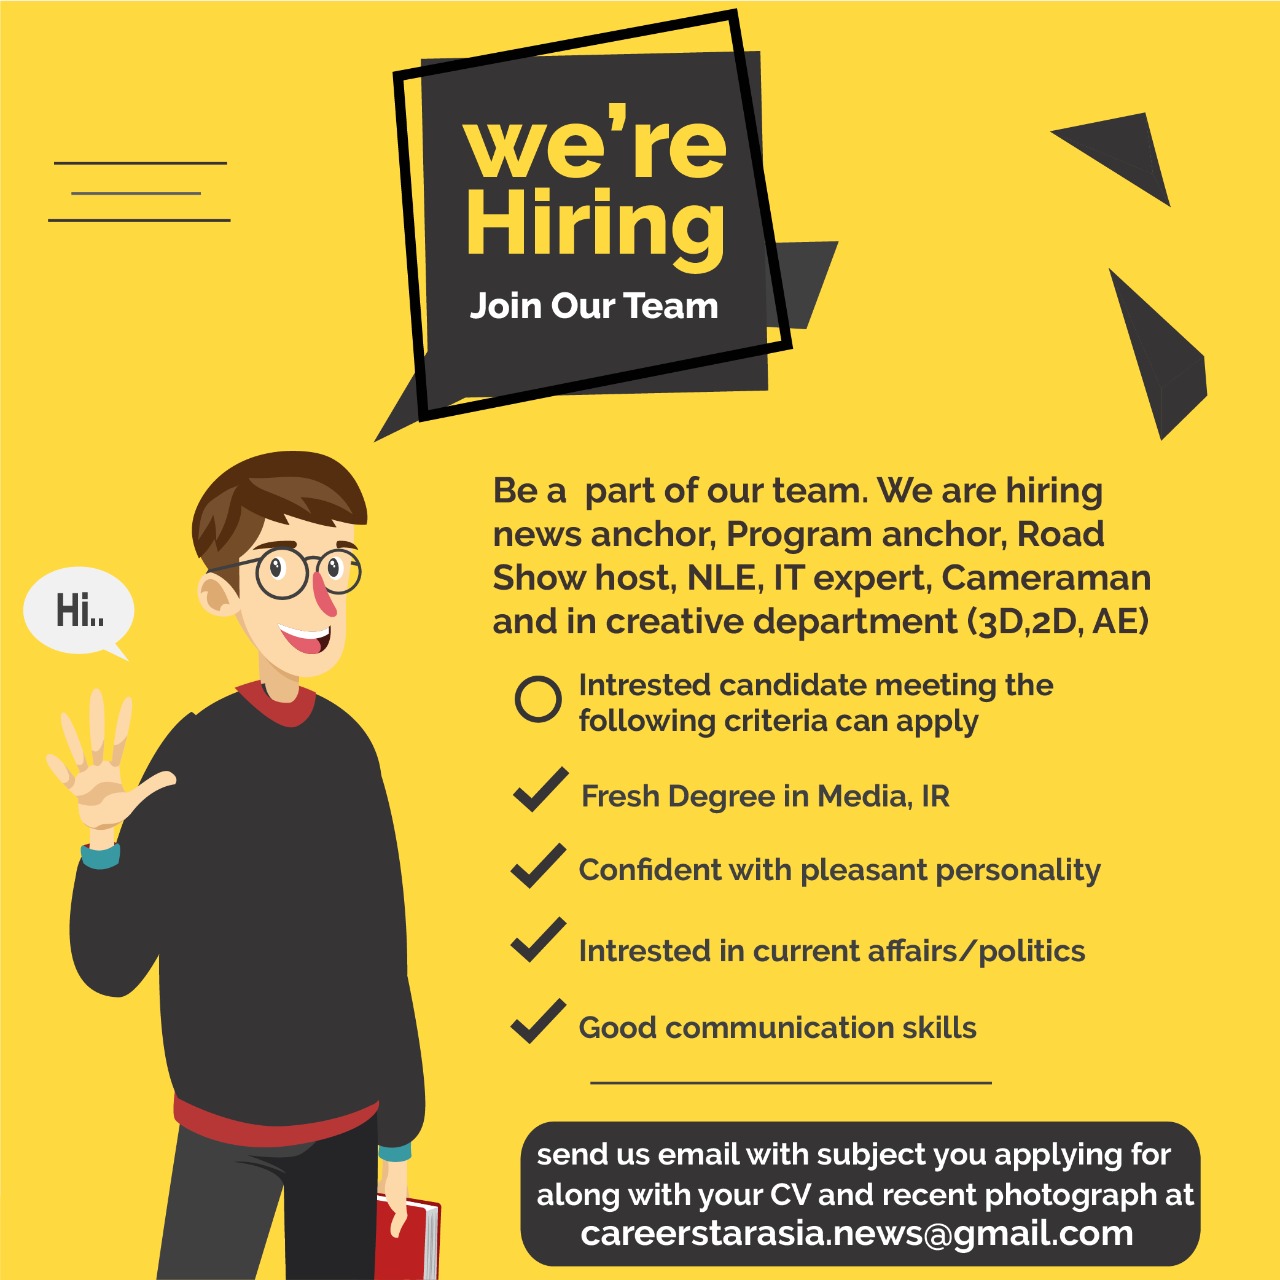 we're
Hiring
Join Our Team
Hi..
Be a part of our team. We are hiring
news anchor, Program anchor, Road
Show host, NLE, IT expert, Cameraman
and in creative department (3D,2D, AE)
Intrested candidate meeting the
following criteria can apply
Fresh Degree in Media, IR
Confident with pleasant personality
Intrested in current affairs/politics
Good communication skills
send us email with subject you applying for
along with your CV and recent photograph at
careerstarasia.news@gmail.com